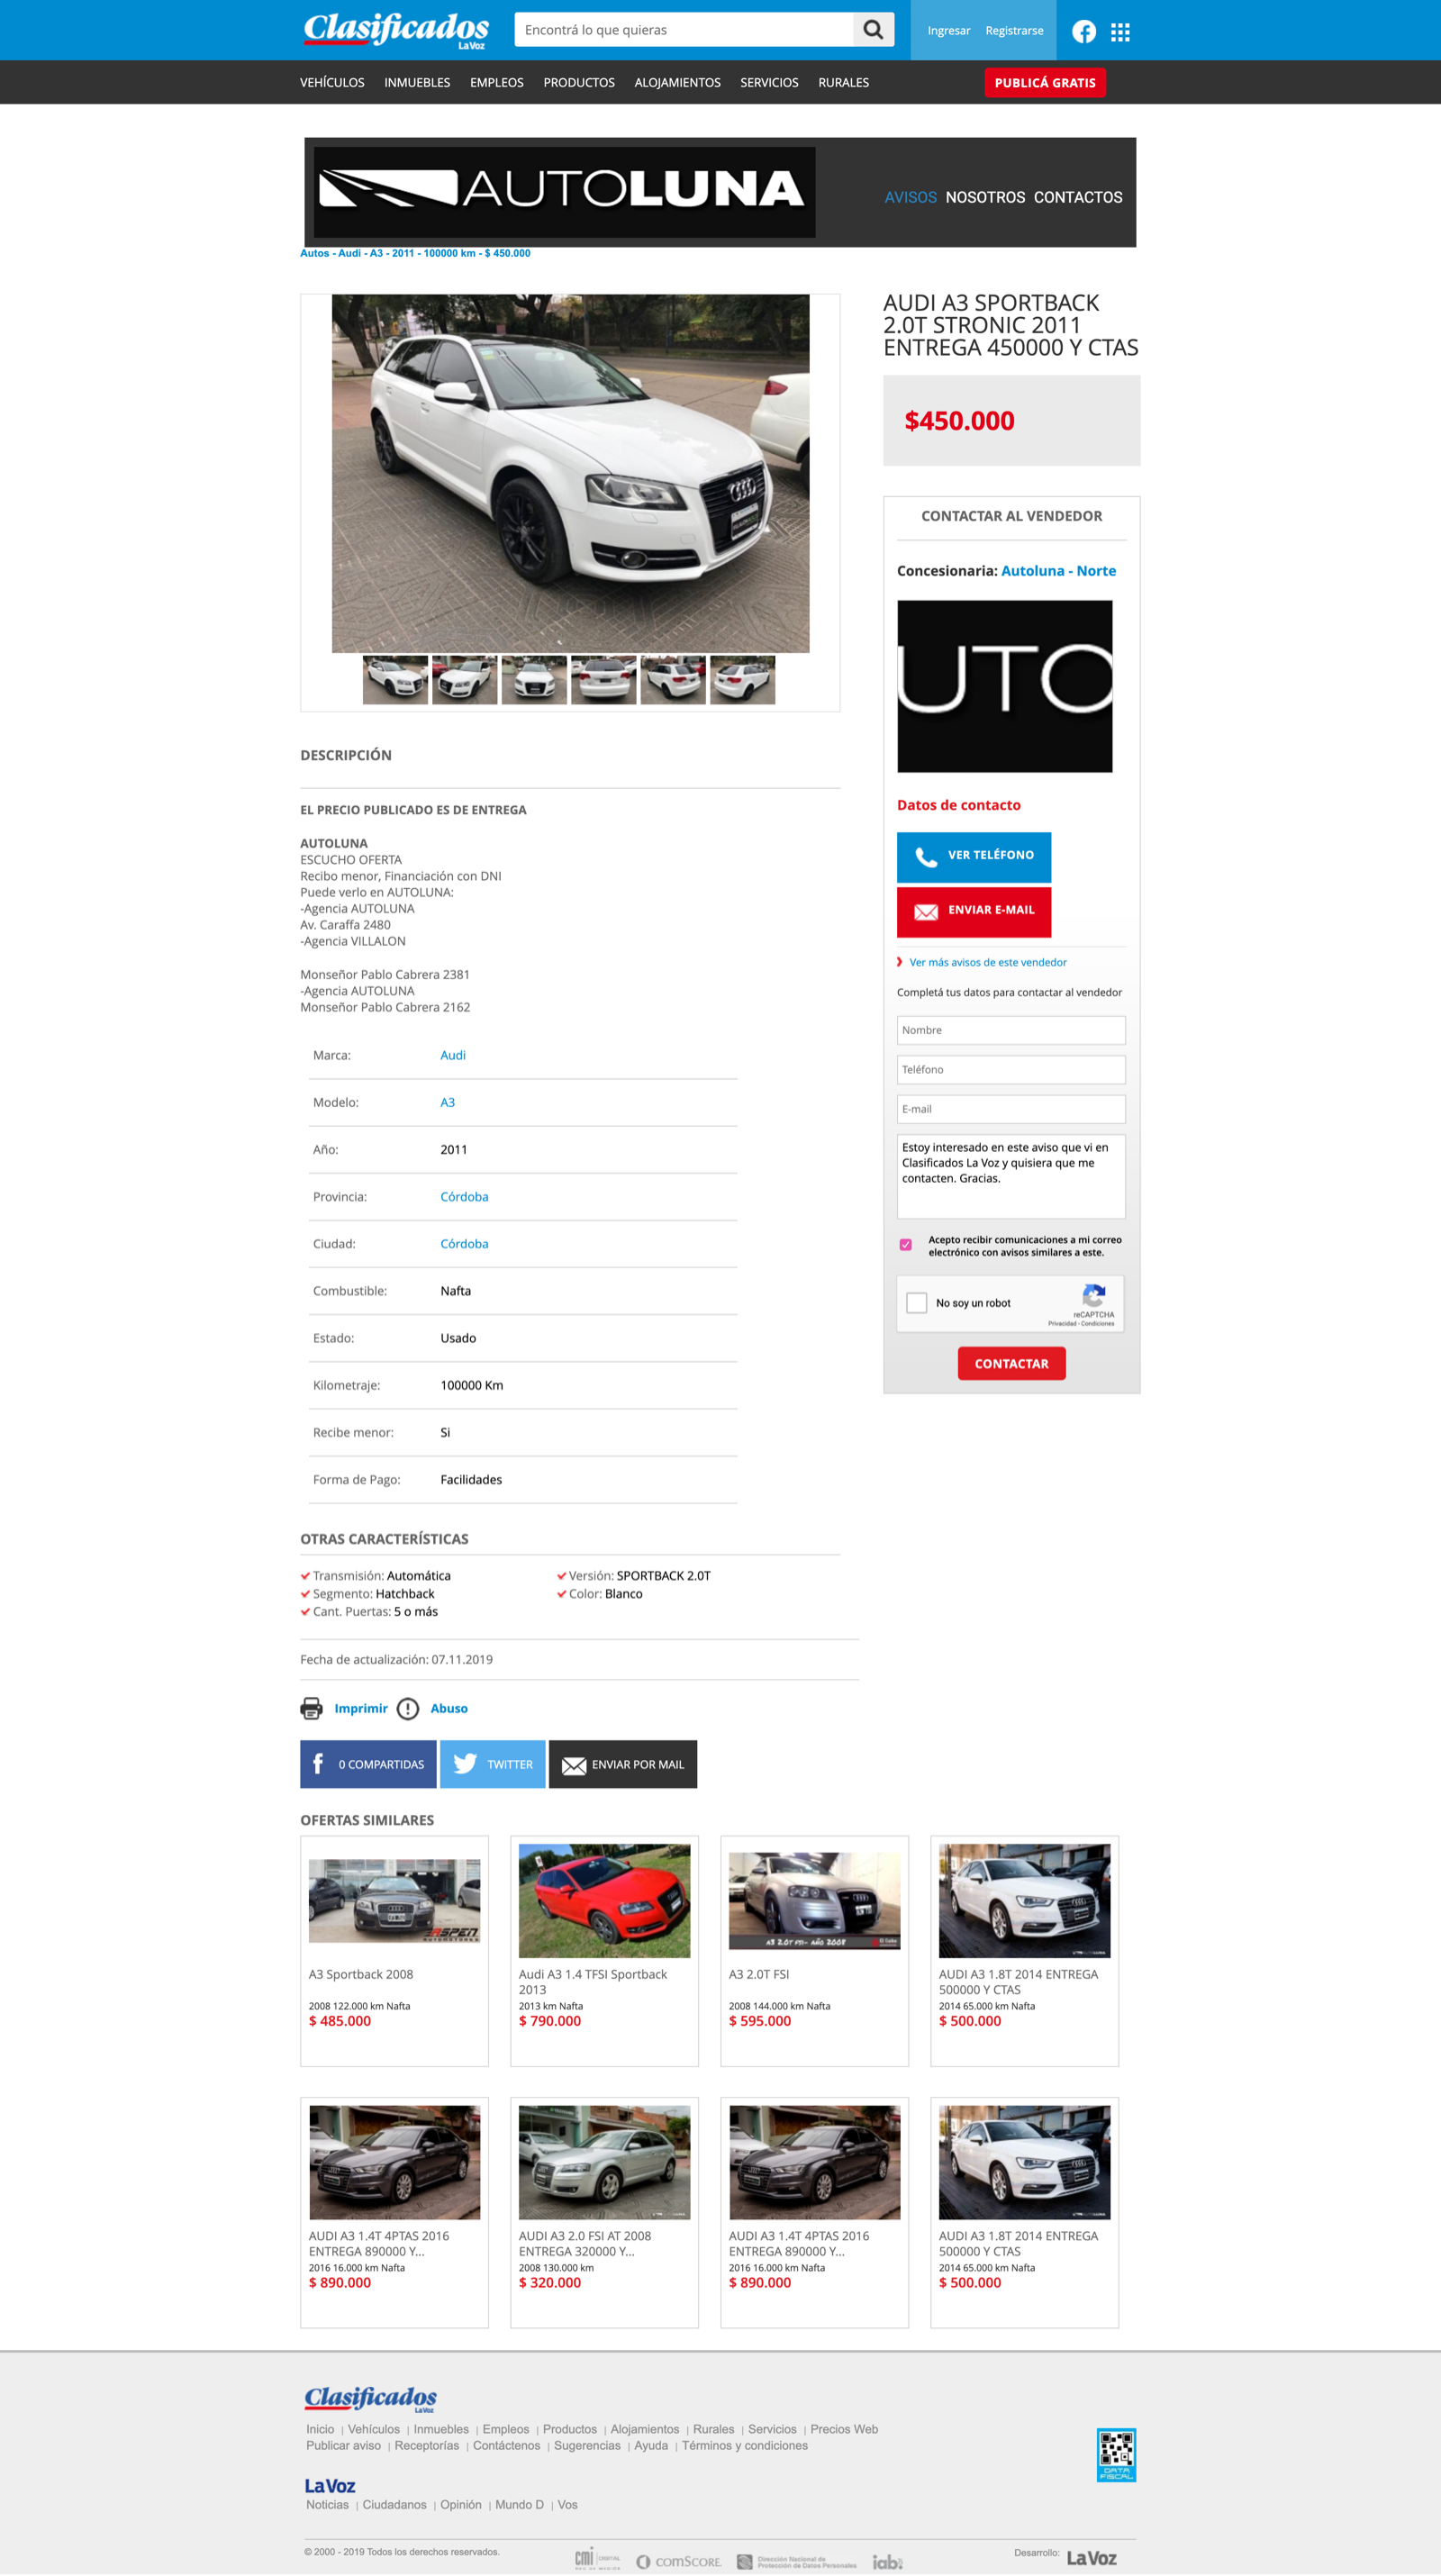 Clasificados
La Voz
Encontrá lo que quieras
Ingresar Registrarse
VEHÍCULOS INMUEBLES EMPLEOS PRODUCTOS ALOJAMIENTOS SERVICIOS RURALES
PUBLICÁ GRATIS
AUTOLUNA
AVISOS NOSOTROS CONTACTOS
Autos - Audi - A3 - 2011 - 100000 km - $ 450.000
AUDI A3 SPORTBACK
2.0T STRONIC 2011
ENTREGA 450000 Y CTAS
$450.000
CONTACTAR AL VENDEDOR
Concesionaria: Autoluna - Norte
UTO
Datos de contacto
VER TELÉFONO
ENVIAR E-MAIL
Ver más avisos de este vendedor
Completá tus datos para contactar al vendedor
Nombre
Teléfono
E-mail
Estoy interesado en este aviso que vi en
Clasificados La Voz y quisiera que me
contacten. Gracias.
Acepto recibir comunicaciones a mi correo
electrónico con avisos similares a este.
No soy un robot
reCAPTCHA
Privacidad - Condiciones
CONTACTAR
DESCRIPCIÓN
EL PRECIO PUBLICADO ES DE ENTREGA
AUTOLUNA
ESCUCHO OFERTA
Recibo menor, Financiación con DNI
Puede verlo en AUTOLUNA:
-Agencia AUTOLUNA
Av. Caraffa 2480
-Agencia VILLALON
Monseñor Pablo Cabrera 2381
-Agencia AUTOLUNA
Monseñor Pablo Cabrera 2162
Marca: Audi
Modelo: A3
Año: 2011
Provincia: Córdoba
Ciudad: Córdoba
Combustible: Nafta
Estado: Usado
Kilometraje: 100000 Km
Recibe menor: Si
Forma de Pago: Facilidades
OTRAS CARACTERÍSTICAS
Transmisión: Automática
Versión: SPORTBACK 2.0T
Segmento: Hatchback
Color: Blanco
Cant. Puertas: 5 o más
Fecha de actualización: 07.11.2019
Imprimir Abuso
0 COMPARTIDAS TWITTER ENVIAR POR MAIL
OFERTAS SIMILARES
ASPEN
A3 Sportback 2008
2008 122.000 km Nafta
$ 485.000
Audi A3 1.4 TFSI Sportback
2013
2013 km Nafta
$ 790.000
A3 2.0T FSI- AÑO 2008
A3 2.0T FSI
2008 144.000 km Nafta
$ 595.000
AUDI A3 1.8T 2014 ENTREGA
500000 Y CTAS
2014 65.000 km Nafta
$ 500.000
AUDI A3 1.4T 4PTAS 2016
ENTREGA 890000 Y...
2016 16.000 km Nafta
$ 890.000
AUDI A3 2.0 FSI AT 2008
ENTREGA 320000 Y...
2008 130.000 km
$ 320.000
AUDI A3 1.4T 4PTAS 2016
ENTREGA 890000 Y...
2016 16.000 km Nafta
$ 890.000
AUDI A3 1.8T 2014 ENTREGA
500000 Y CTAS
2014 65.000 km Nafta
$ 500.000
Clasificados
La Voz
Inicio | Vehículos | Inmuebles | Empleos | Productos | Alojamientos | Rurales | Servicios | Precios Web
Publicar aviso | Receptorías | Contáctenos | Sugerencias | Ayuda | Términos y condiciones
DATA
FISCAL
La Voz
Noticias | Ciudadanos | Opinión | Mundo D | Vos
© 2000 - 2019 Todos los derechos reservados.
cmi
comSCORE
Dirección Nacional de
Protección de Datos Personales
iab:
Desarrollo: La Voz